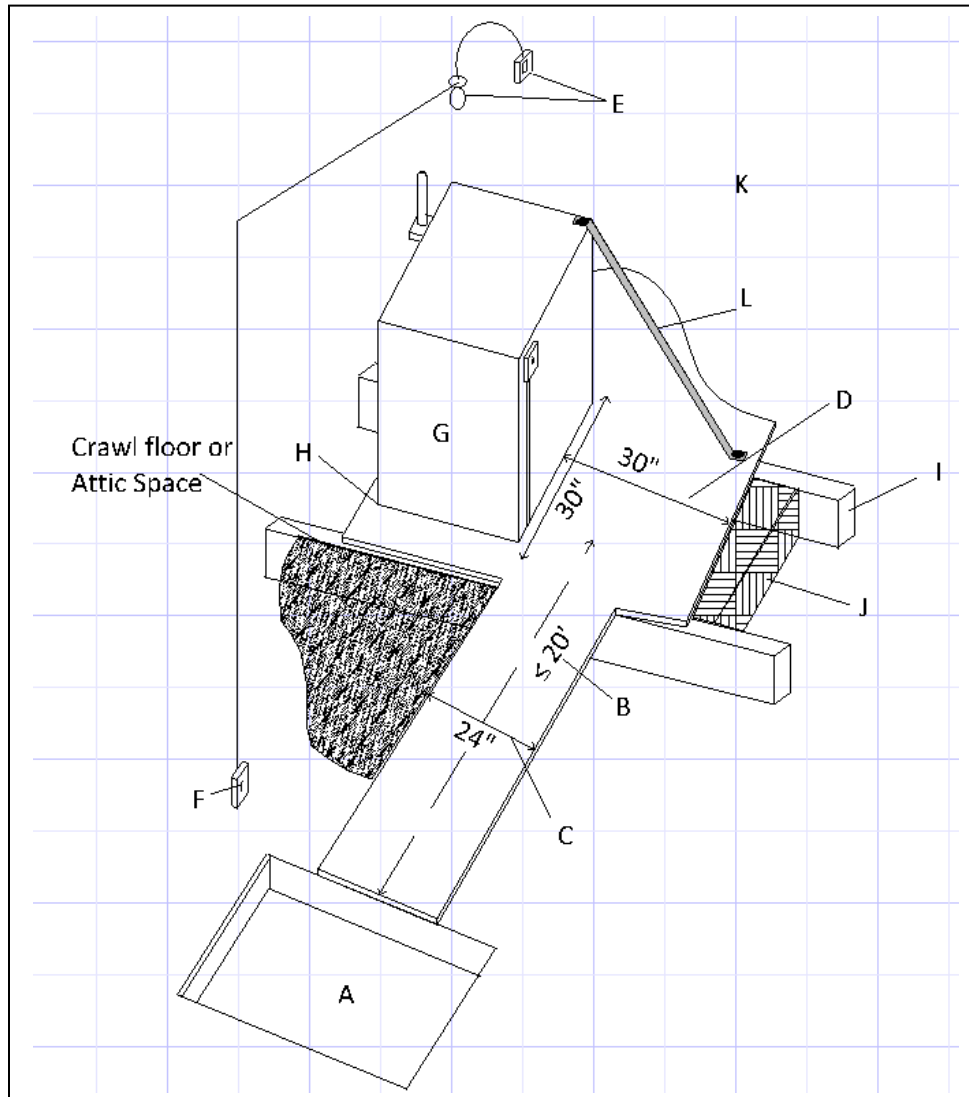 E
K
L
D
Crawl floor or
Attic Space
H
G
30"
30"
I
J
≤ 20'
B
24"
F
C
A